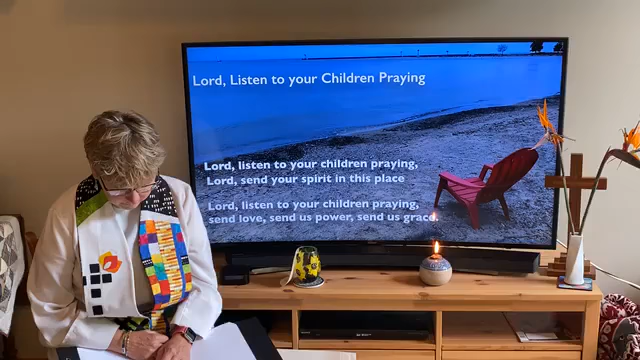 Lord, Listen to your Children Praying
Lord, listen to your children praying,
Lord, send your spirit in this place
Lord, listen to your children praying,
send love, send us power, send us grace.